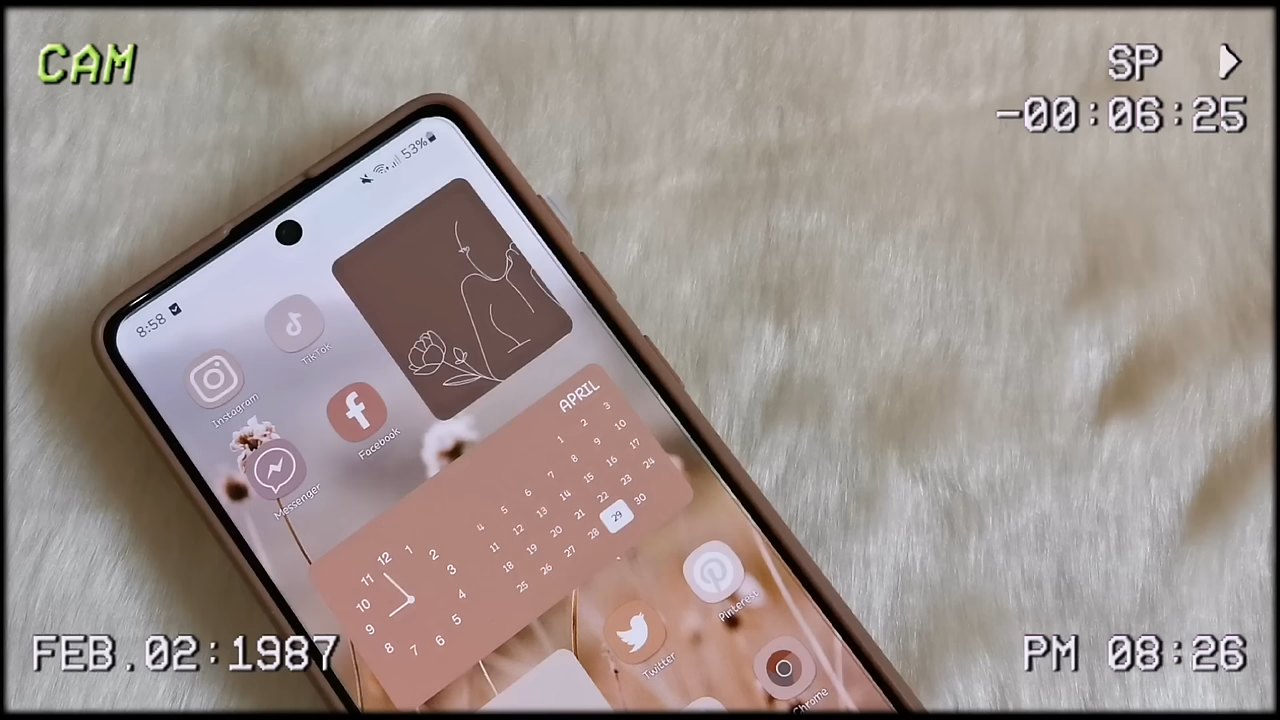 CAM
SP
-00:06:25
53%
8:58
TikTok
Instagram
Facebook
Messenger
APRIL
1 2 3
4 5 6 7 8 9 10
11 12 13 14 15 16 17
18 19 20 21 22 23 24
25 26 27 28 29 30
12 1 2 3 4 5 6 7 8 9 10 11
Pinterest
Twitter
Chrome
FEB.02:1987
PM 08:26